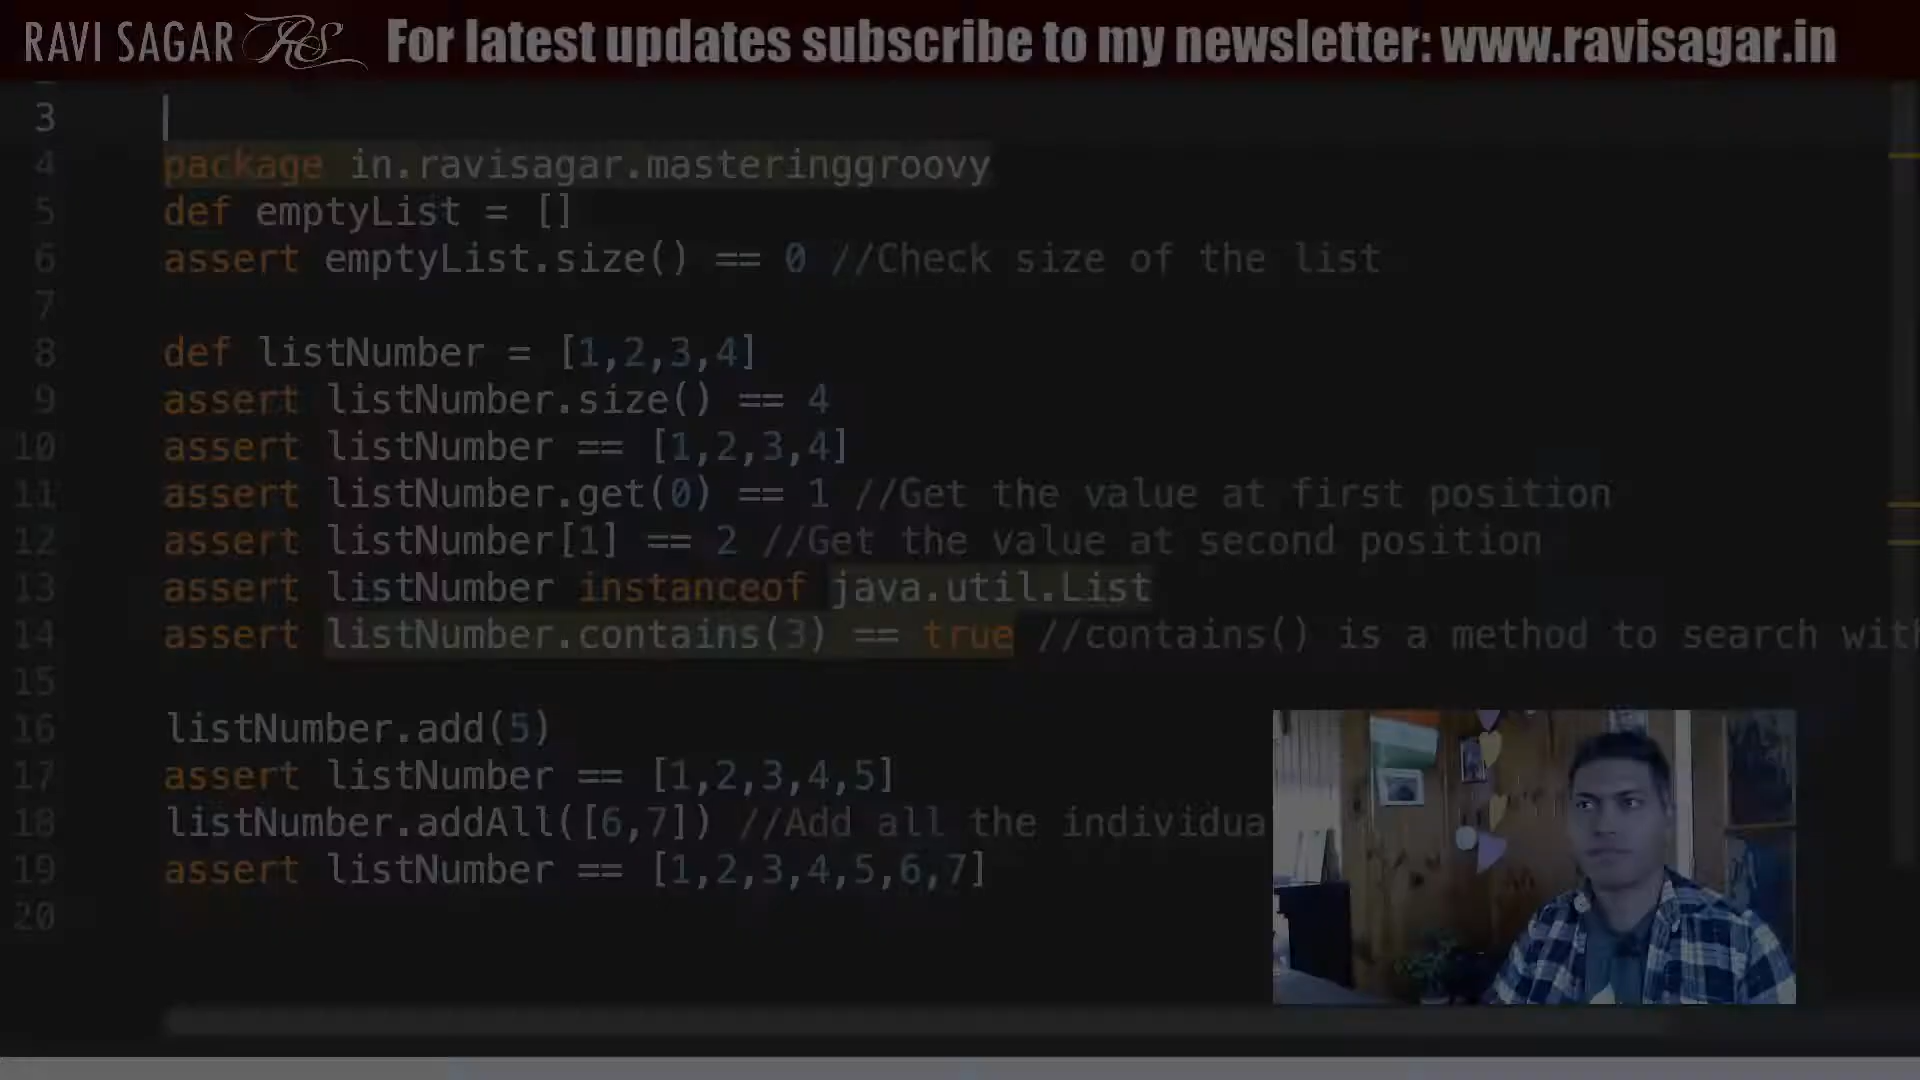 RAVI SAGAR RS For latest updates subscribe to my newsletter: www.ravisagar.in
3
4 package in.ravisagar.masteringgroovy
5 def emptyList = []
6 assert emptyList.size() == 0 //Check size of the list
7
8 def listNumber = [1,2,3,4]
9 assert listNumber.size() == 4
10 assert listNumber == [1,2,3,4]
11 assert listNumber.get(0) == 1 //Get the value at first position
12 assert listNumber[1] == 2 //Get the value at second position
13 assert listNumber instanceof java.util.List
14 assert listNumber.contains(3) == true //contains() is a method to search with
15
16 listNumber.add(5)
17 assert listNumber == [1,2,3,4,5]
18 listNumber.addAll([6,7]) //Add all the individua
19 assert listNumber == [1,2,3,4,5,6,7]
20